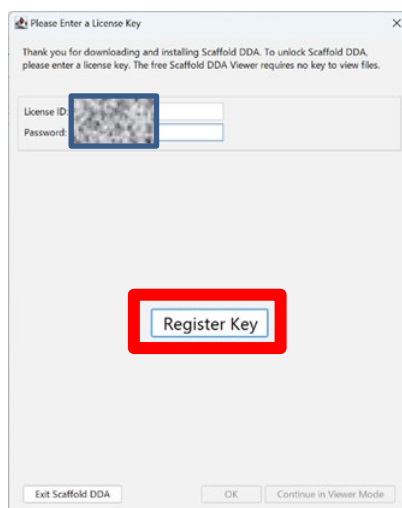 Please Enter a License Key
Thank you for downloading and installing Scaffold DDA. To unlock Scaffold DDA,
please enter a license key. The free Scaffold DDA Viewer requires no key to view files.
License ID:
Password:
Register Key
Exit Scaffold DDA OK Continue in Viewer Mode